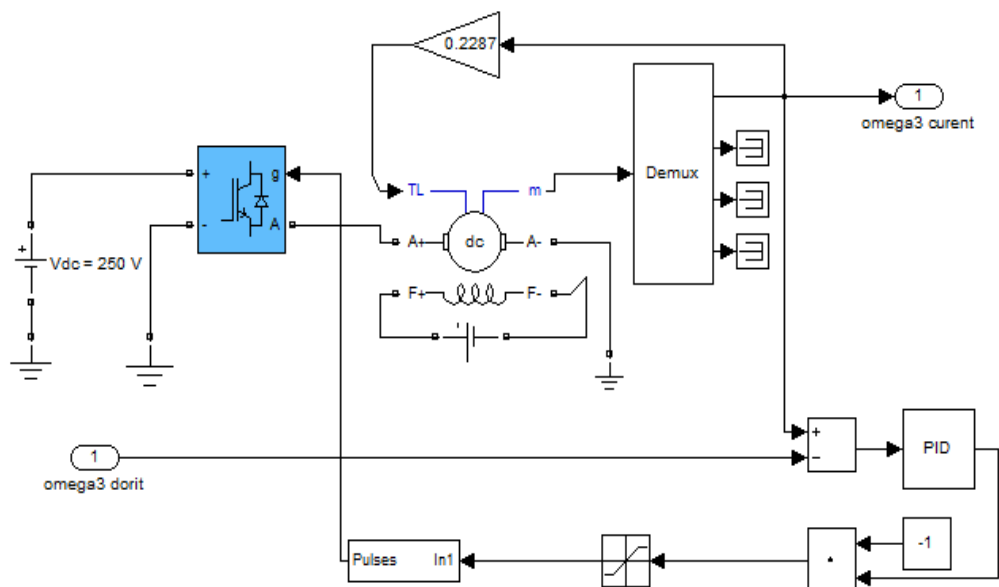 0.2287
1
omega3 curent
Demux
+
g
TL
m
-
A
A+
dc
A-
+
Vdc = 250 V
F+
F-
+
-
PID
1
omega3 dorit
-1
Pulses
In1